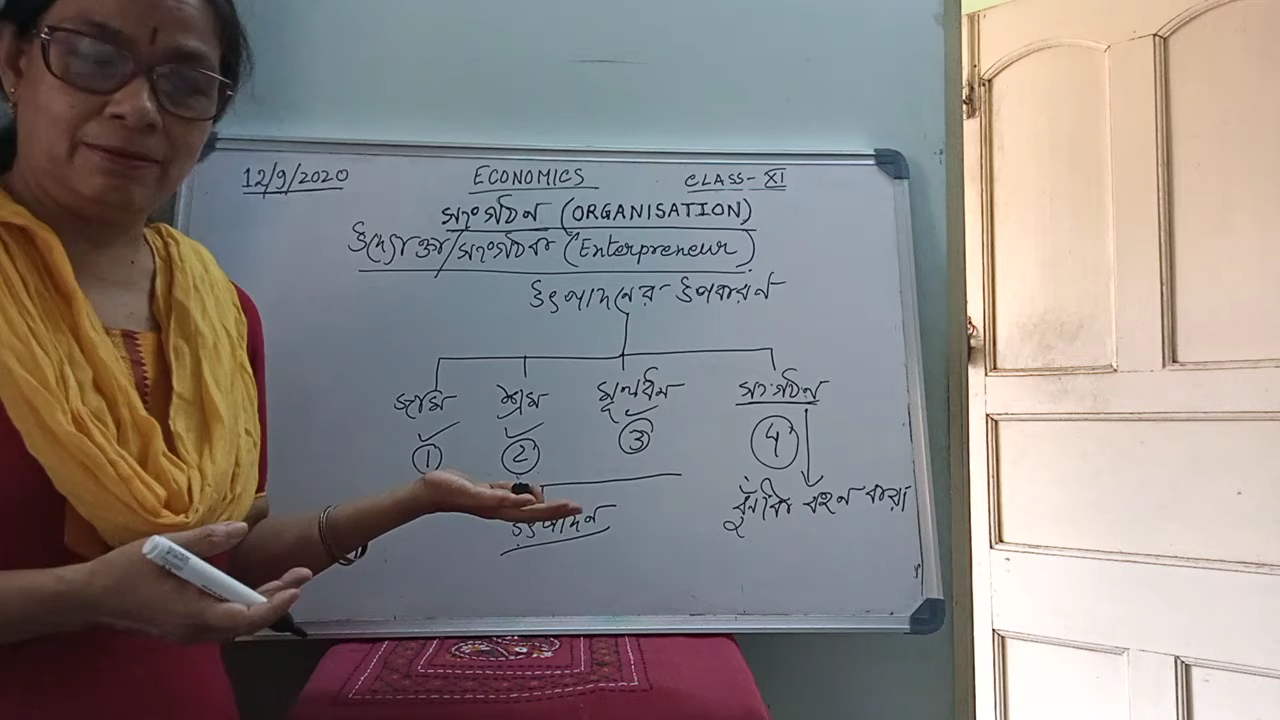 12/9/2020 ECONOMICS CLASS-XI
সংগঠন (ORGANISATION)
উদ্যোক্তা/সংগঠক (Enterpreneur)
উৎপাদনের উপকরণ
জমি শ্রম মূলধন সংগঠন
1 2 3 4
উৎপাদন ঝুঁকি বহন করা